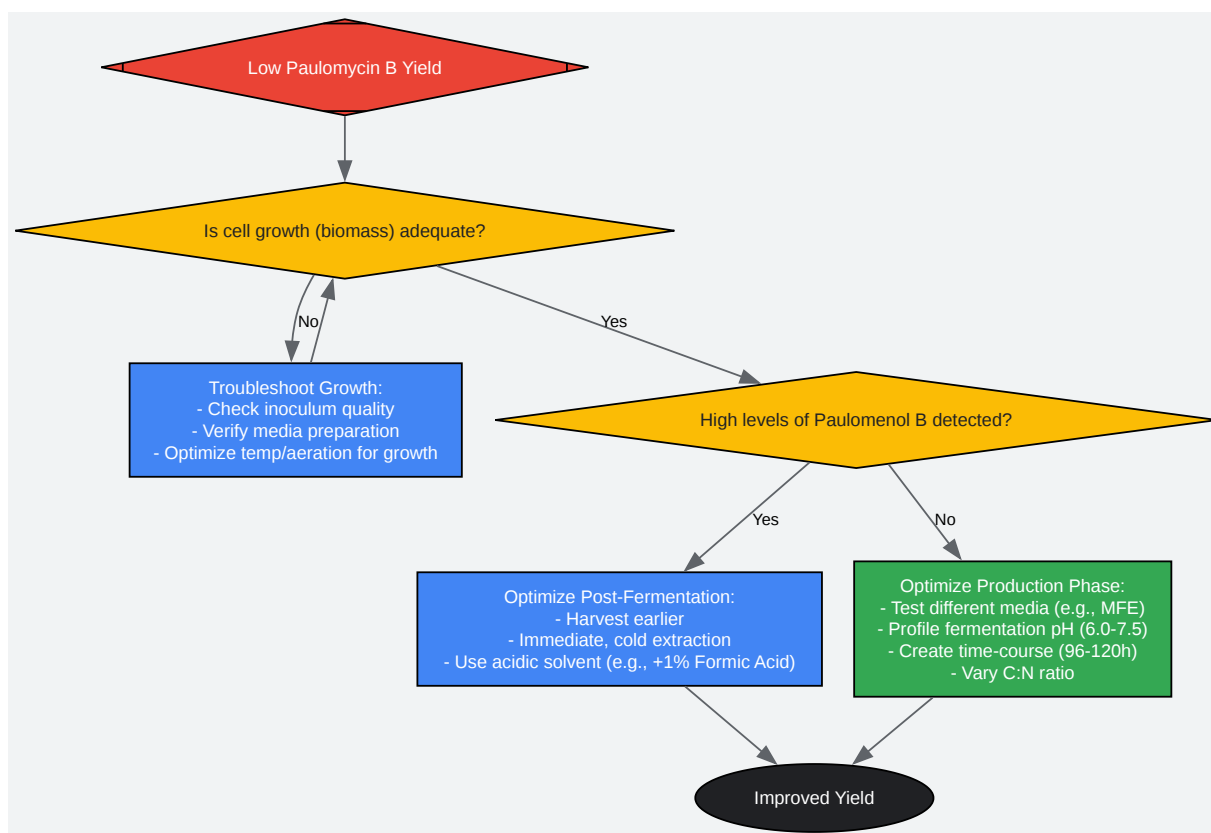 Low Paulomycin B Yield
Is cell growth (biomass) adequate?
No
Yes
Troubleshoot Growth:
- Check inoculum quality
- Verify media preparation
- Optimize temp/aeration for growth
High levels of Paulomenol B detected?
Yes
No
Optimize Post-Fermentation:
- Harvest earlier
- Immediate, cold extraction
- Use acidic solvent (e.g., +1% Formic Acid)
Optimize Production Phase:
- Test different media (e.g., MFE)
- Profile fermentation pH (6.0-7.5)
- Create time-course (96-120h)
- Vary C:N ratio
Improved Yield